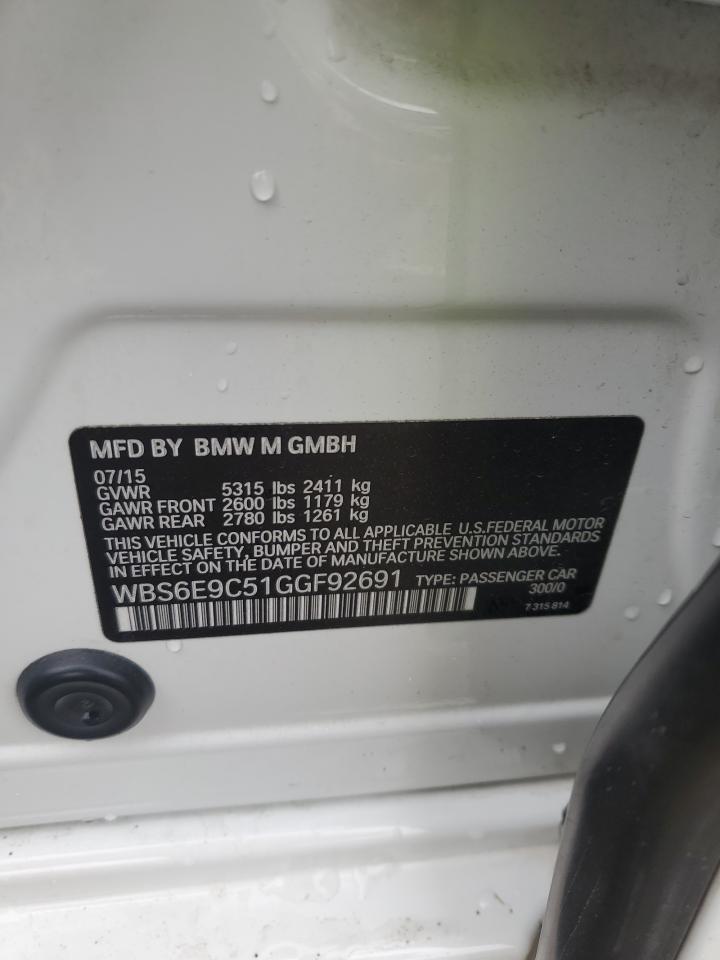 MFD BY BMW M GMBH
07/15
GVWR 5315 lbs 2411 kg
GAWR FRONT 2600 lbs 1179 kg
GAWR REAR 2780 lbs 1261 kg
THIS VEHICLE CONFORMS TO ALL APPLICABLE U.S.FEDERAL MOTOR
VEHICLE SAFETY, BUMPER AND THEFT PREVENTION STANDARDS
IN EFFECT ON THE DATE OF MANUFACTURE SHOWN ABOVE.
WBS6E9C51GGF92691 TYPE: PASSENGER CAR
300/0
7 315 814